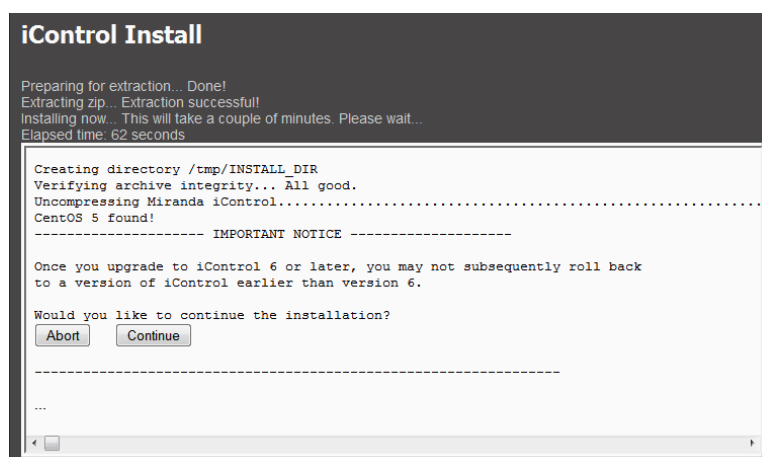 iControl Install
Preparing for extraction... Done!
Extracting zip... Extraction successful!
Installing now... This will take a couple of minutes. Please wait...
Elapsed time: 62 seconds
Creating directory /tmp/INSTALL_DIR
Verifying archive integrity... All good.
Uncompressing Miranda iControl............................................................
CentOS 5 found!
--------------------- IMPORTANT NOTICE --------------------
Once you upgrade to iControl 6 or later, you may not subsequently roll back
to a version of iControl earlier than version 6.
Would you like to continue the installation?
Abort Continue
-----------------------------------------------------------------
...